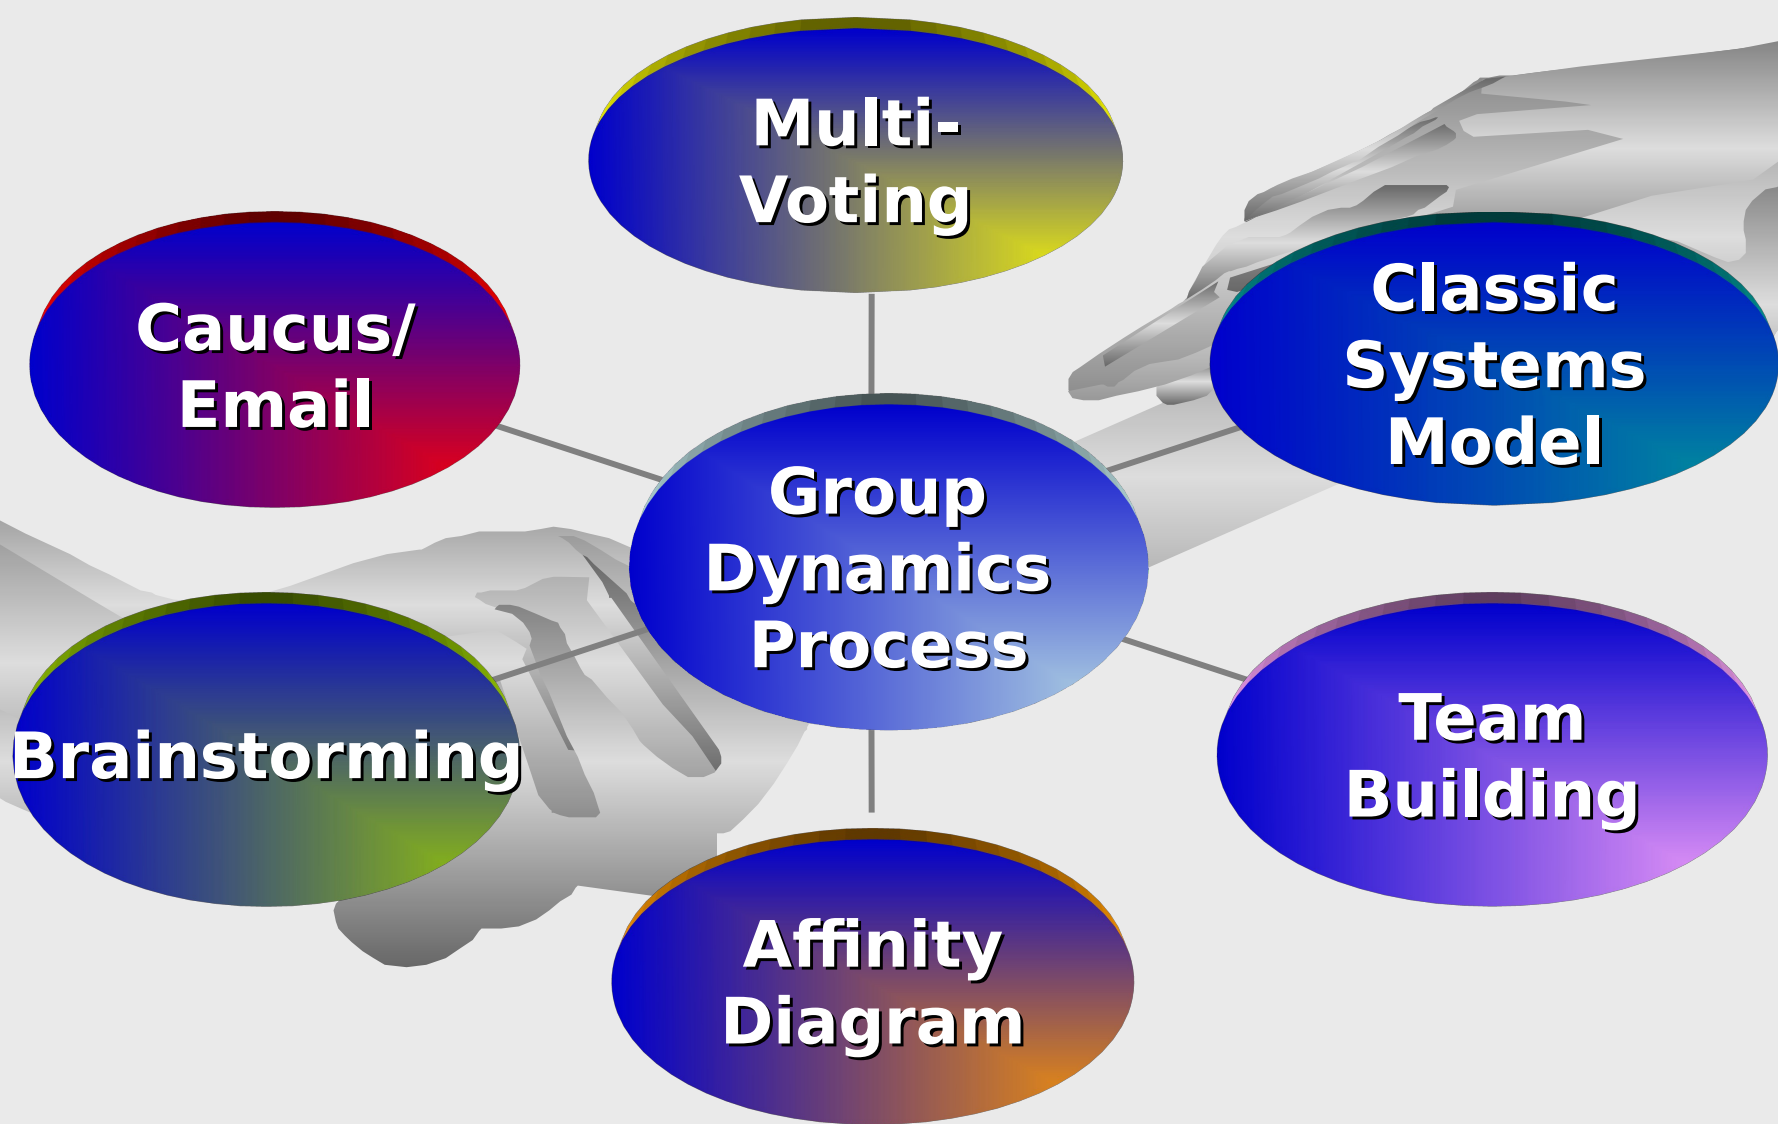 Multi-
Voting
Caucus/
Email
Classic
Systems
Model
Group
Dynamics
Process
Brainstorming
Team
Building
Affinity
Diagram